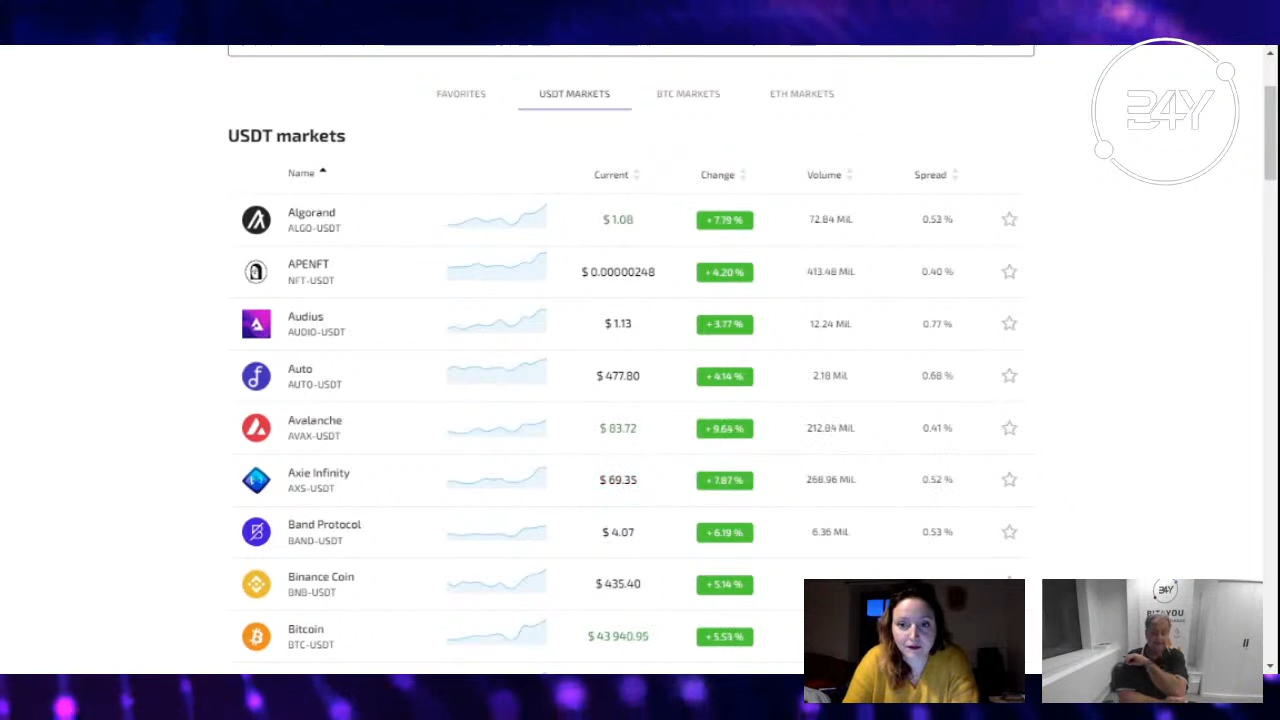 B4Y
FAVORITES USDT MARKETS BTC MARKETS ETH MARKETS
USDT markets
Name Current Change Volume Spread
Algorand
ALGO-USDT
$ 1.08 + 7.79 % 72.84 Mil. 0.53 %
APENFT
NFT-USDT
$ 0.00000248 + 4.20 % 413.48 Mil. 0.40 %
Audius
AUDIO-USDT
$ 1.13 + 3.77 % 12.24 Mil. 0.77 %
Auto
AUTO-USDT
$ 477.80 + 4.14 % 2.18 Mil. 0.68 %
Avalanche
AVAX-USDT
$ 83.72 + 9.64 % 212.84 Mil. 0.41 %
Axie Infinity
AXS-USDT
$ 69.35 + 7.87 % 268.96 Mil. 0.52 %
Band Protocol
BAND-USDT
$ 4.07 + 6.19 % 6.36 Mil. 0.53 %
Binance Coin
BNB-USDT
$ 435.40 + 5.14 %
Bitcoin
BTC-USDT
$ 43 940.95 + 5.53 %
B4Y